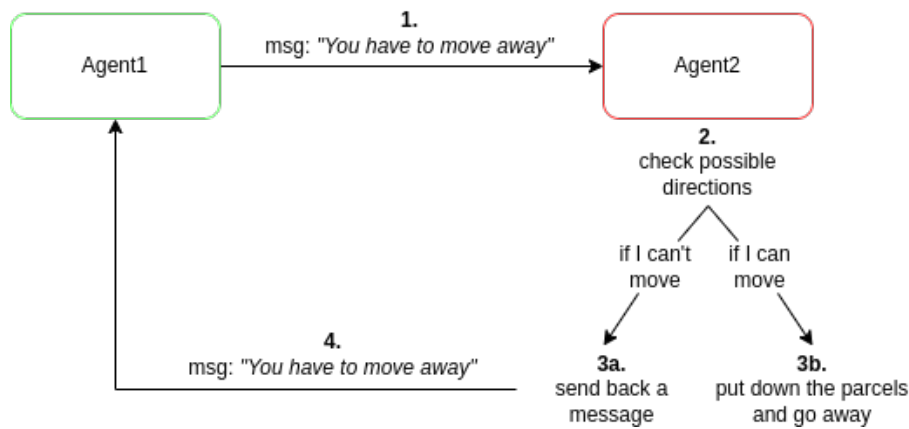 1.
msg: "You have to move away"
Agent1
Agent2
2.
check possible
directions
if I can't
move
if I can
move
4.
msg: "You have to move away"
3a.
send back a
message
3b.
put down the parcels
and go away